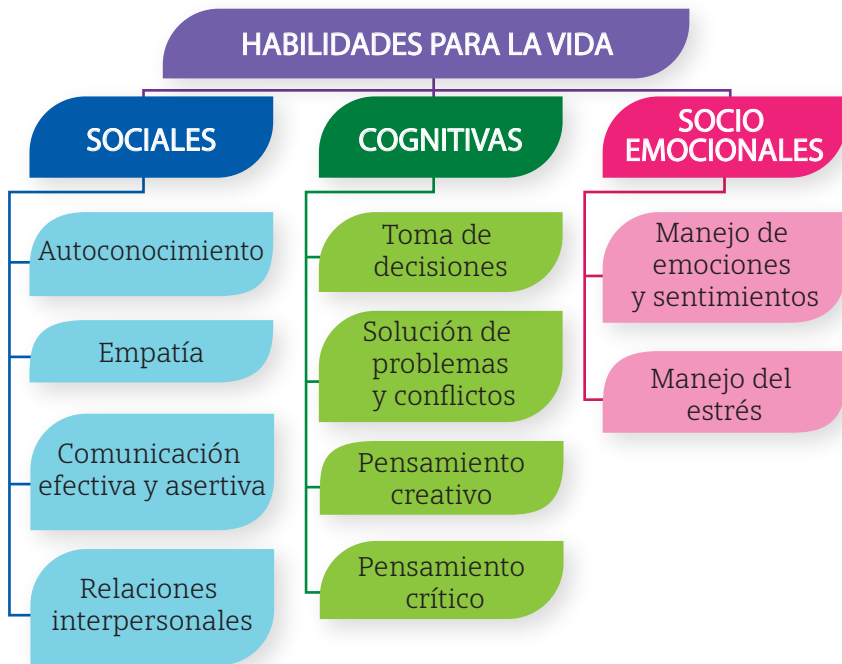 HABILIDADES PARA LA VIDA
SOCIALES
Autoconocimiento
Empatía
Comunicación
efectiva y asertiva
Relaciones
interpersonales
COGNITIVAS
Toma de
decisiones
Solución de
problemas
y conflictos
Pensamiento
creativo
Pensamiento
crítico
SOCIO
EMOCIONALES
Manejo de
emociones
y sentimientos
Manejo del
estrés